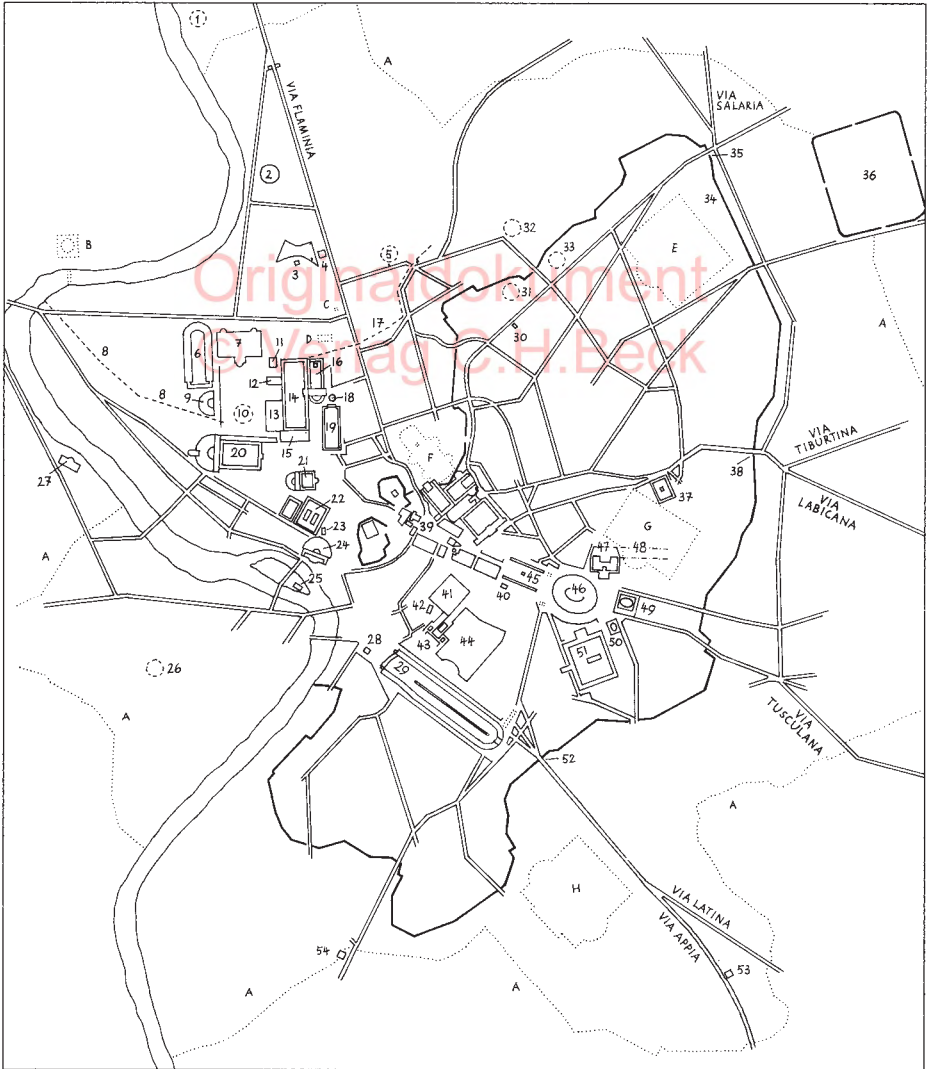 1
A
VIA FLAMINIA
VIA
SALARIA
35
2
36
34
B
32
E
5
33
3
4
Originaldokument
31
C
A
17
30
8
7
11
D
16
© Verlag C.H.Beck
6
12
8
18
9
14
10
13
19
VIA
TIBURTINA
15
F
20
27
38
21
37
VIA
LABICANA
22
G
39
23
A
24
47
48
45
46
25
41
40
49
42
50
43
44
51
28
26
29
VIA
TUSCULANA
A
52
A
H
VIA LATINA
VIA APPIA
54
53
A
A